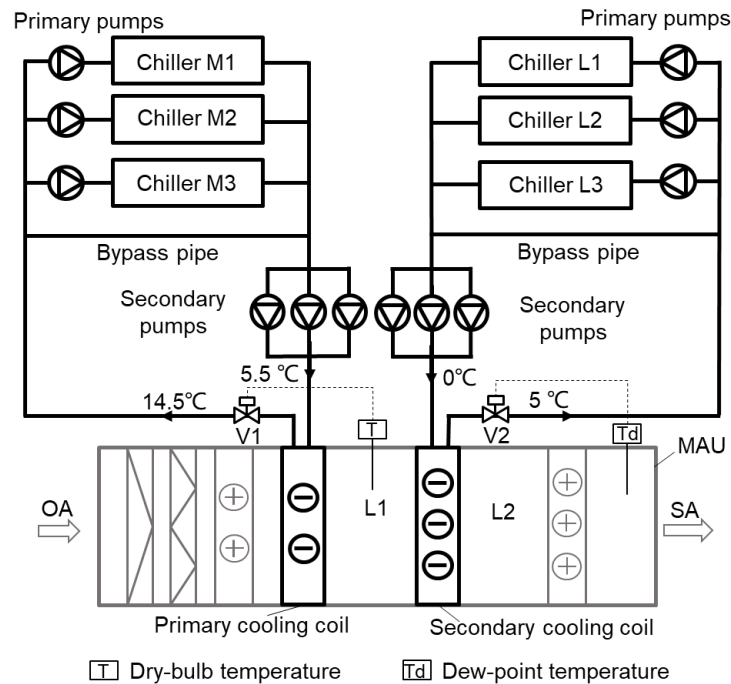 Primary pumps
Primary pumps
Chiller M1
Chiller L1
Chiller M2
Chiller L2
Chiller M3
Chiller L3
Bypass pipe
Bypass pipe
Secondary
pumps
Secondary
pumps
5.5 ℃
0℃
14.5℃
5 ℃
V1
T
V2
Td
MAU
OA
L1
L2
SA
Primary cooling coil
Secondary cooling coil
T Dry-bulb temperature
Td Dew-point temperature